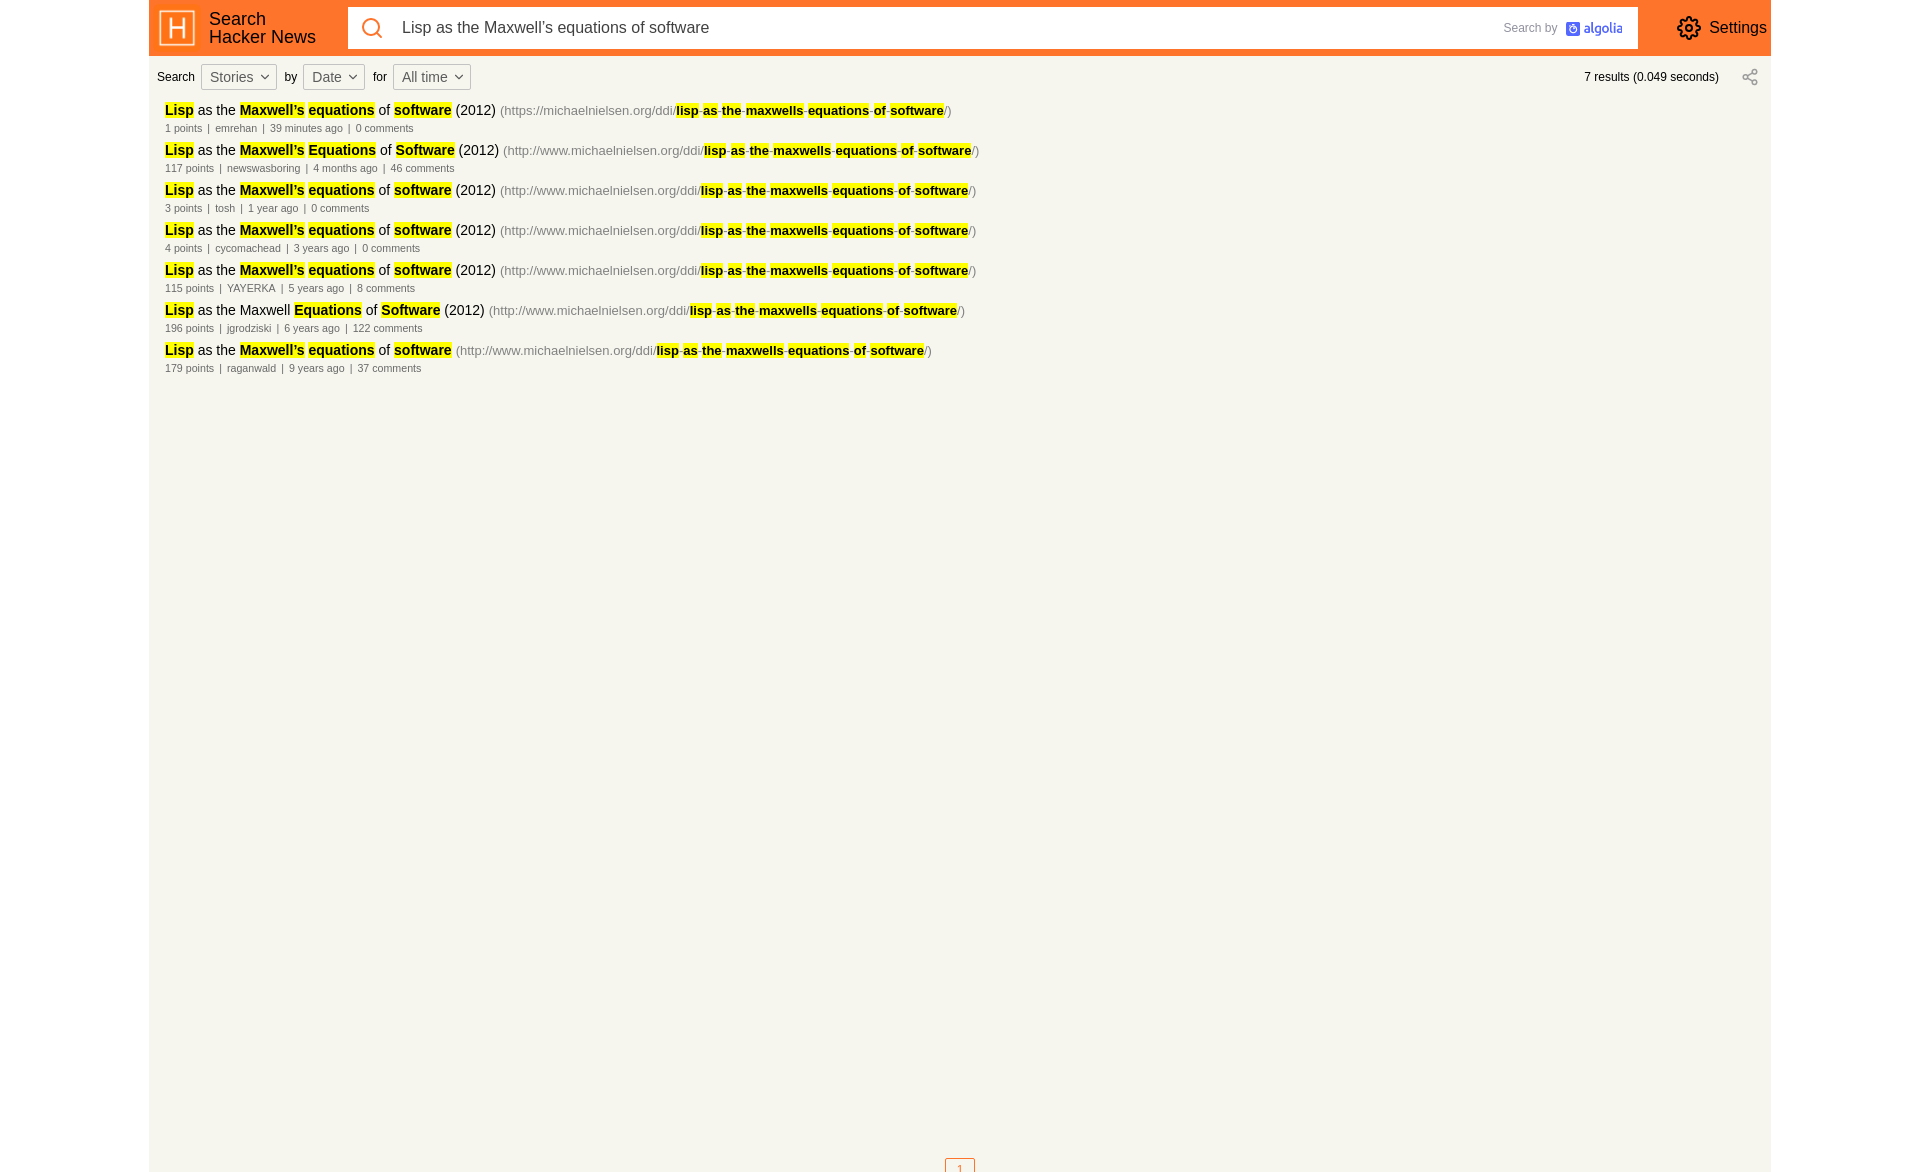 H
Search
Hacker News
Lisp as the Maxwell’s equations of software
Search by algolia
Settings
Search Stories by Date for All time
7 results (0.049 seconds)
Lisp as the Maxwell’s equations of software (2012) (https://michaelnielsen.org/ddi/lisp-as-the-maxwells-equations-of-software/)
1 points | emrehan | 39 minutes ago | 0 comments
Lisp as the Maxwell’s Equations of Software (2012) (http://www.michaelnielsen.org/ddi/lisp-as-the-maxwells-equations-of-software/)
117 points | newswasboring | 4 months ago | 46 comments
Lisp as the Maxwell’s equations of software (2012) (http://www.michaelnielsen.org/ddi/lisp-as-the-maxwells-equations-of-software/)
3 points | tosh | 1 year ago | 0 comments
Lisp as the Maxwell’s equations of software (2012) (http://www.michaelnielsen.org/ddi/lisp-as-the-maxwells-equations-of-software/)
4 points | cycomachead | 3 years ago | 0 comments
Lisp as the Maxwell’s equations of software (2012) (http://www.michaelnielsen.org/ddi/lisp-as-the-maxwells-equations-of-software/)
115 points | YAYERKA | 5 years ago | 8 comments
Lisp as the Maxwell Equations of Software (2012) (http://www.michaelnielsen.org/ddi/lisp-as-the-maxwells-equations-of-software/)
196 points | jgrodziski | 6 years ago | 122 comments
Lisp as the Maxwell’s equations of software (http://www.michaelnielsen.org/ddi/lisp-as-the-maxwells-equations-of-software/)
179 points | raganwald | 9 years ago | 37 comments
1